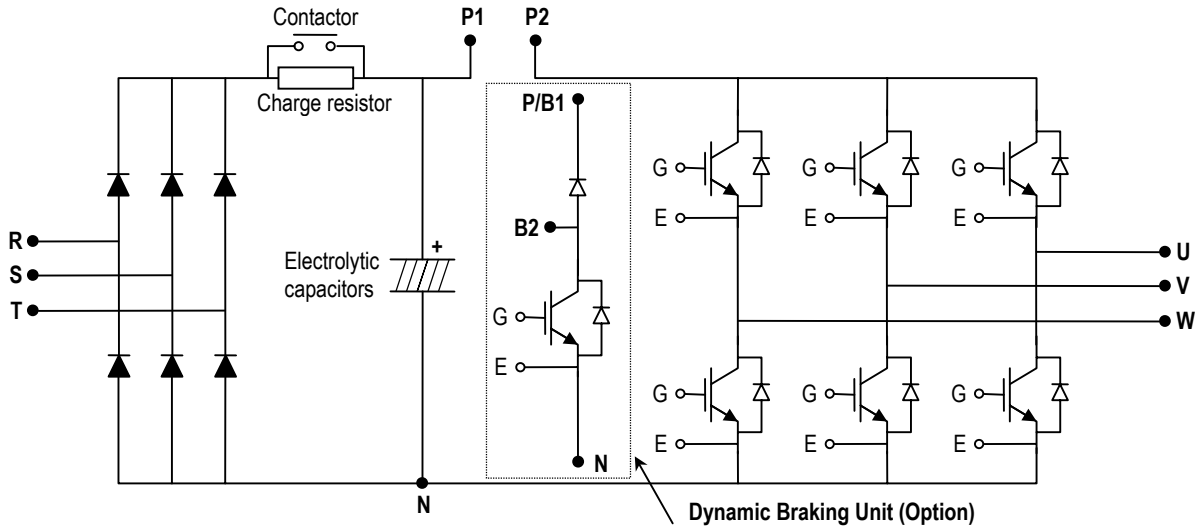 Contactor
P1
P2
Charge resistor
P/B1
G
G
G
E
E
E
R
S
T
B2
+
Electrolytic
capacitors
U
V
W
G
E
G
G
G
E
E
E
N
N
Dynamic Braking Unit (Option)